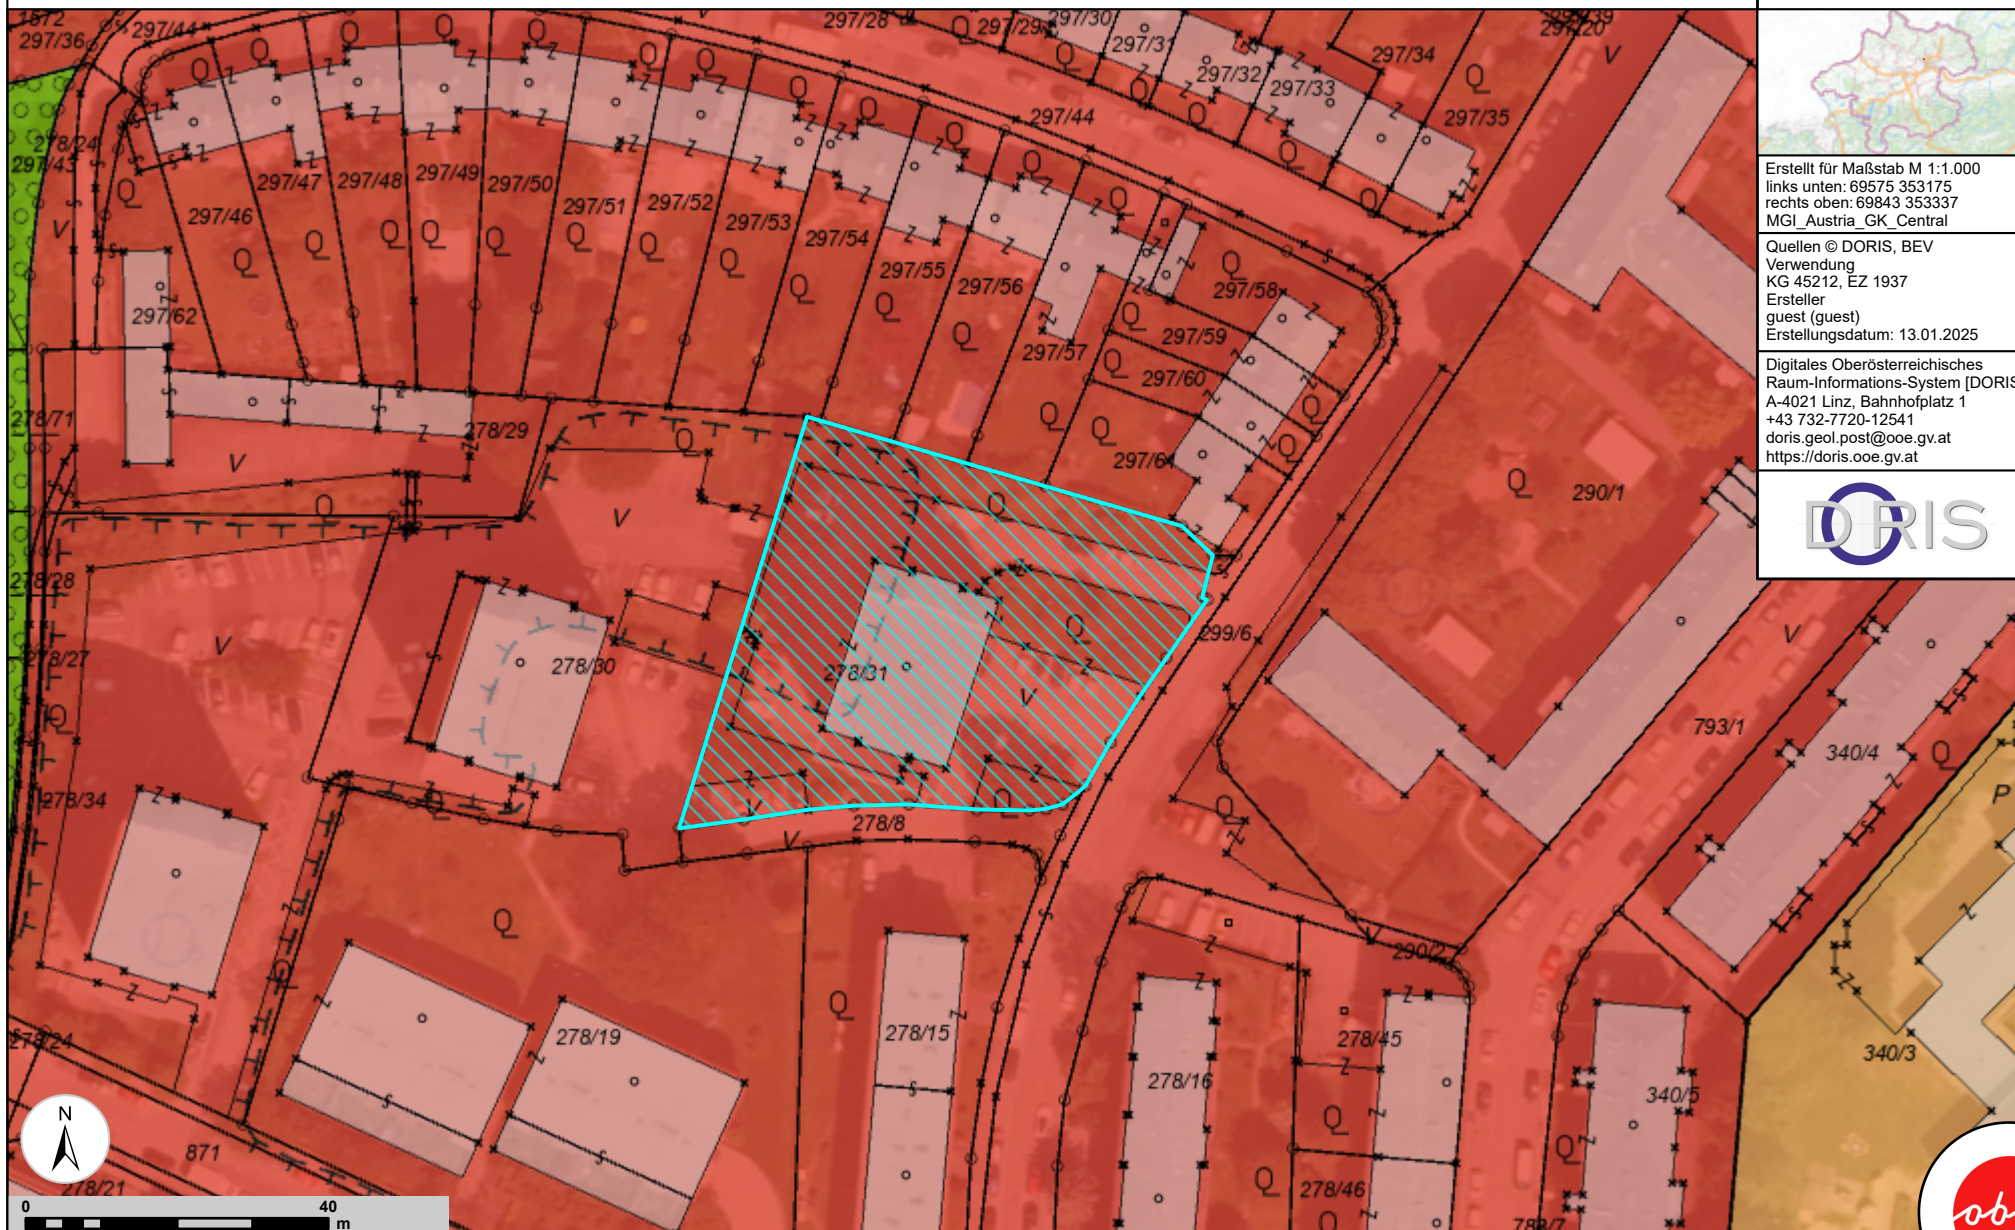 297/36
297/44
297/28
297/29
297/30
297/31
297/32
297/33
297/34
297/35
297/20
V
297/43
278/24
297/46
297/47
297/48
297/49
297/50
297/51
297/52
297/53
297/54
297/55
297/56
297/57
297/58
297/59
297/60
297/61
297/62
297/44
278/71
278/29
278/28
278/27
278/30
278/31
299/6
290/1
278/34
278/8
793/1
340/4
P
290/2
278/19
278/15
278/16
278/45
340/5
340/3
278/24
871
278/21
278/46
Erstellt für Maßstab M 1:1.000
links unten: 69575 353175
rechts oben: 69843 353337
MGI_Austria_GK_Central
Quellen © DORIS, BEV
Verwendung
KG 45212, EZ 1937
Ersteller
guest (guest)
Erstellungsdatum: 13.01.2025
Digitales Oberösterreichisches
Raum-Informations-System [DORIS
A-4021 Linz, Bahnhofplatz 1
+43 732-7720-12541
doris.geol.post@ooe.gv.at
https://doris.ooe.gv.at
DORIS
N
0 40
m
ob